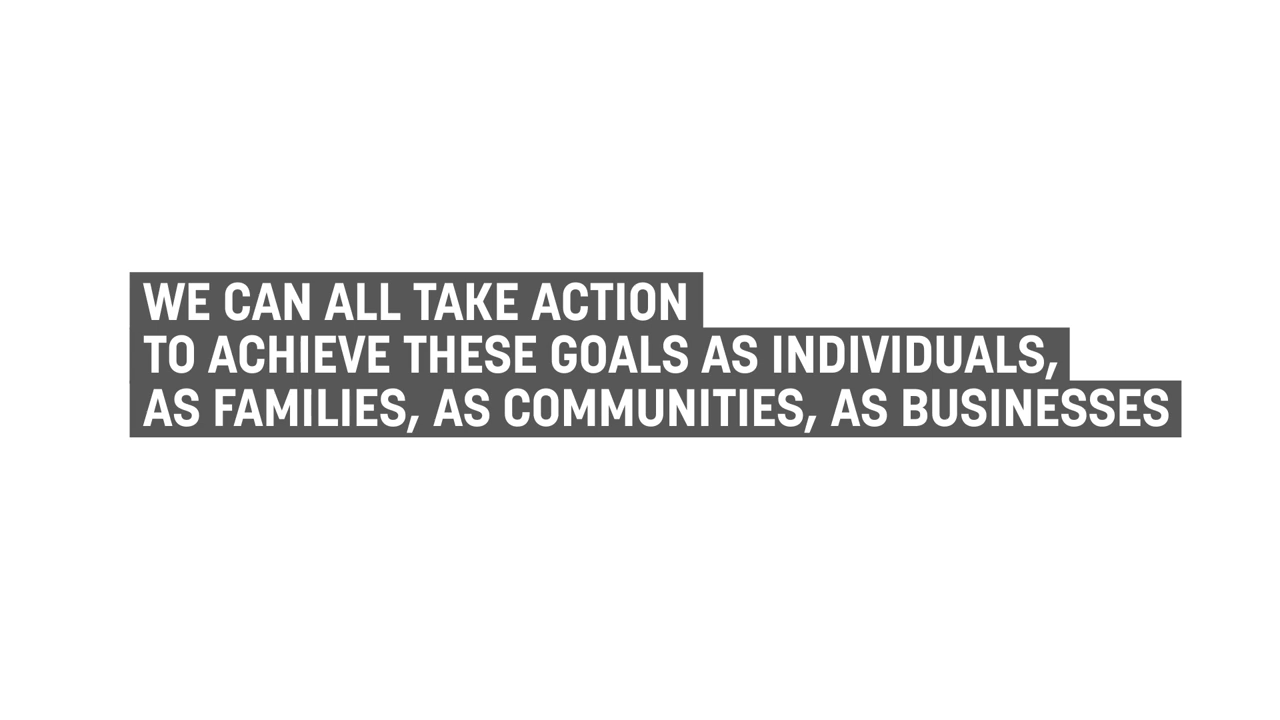 WE CAN ALL TAKE ACTION
TO ACHIEVE THESE GOALS AS INDIVIDUALS,
AS FAMILIES, AS COMMUNITIES, AS BUSINESSES